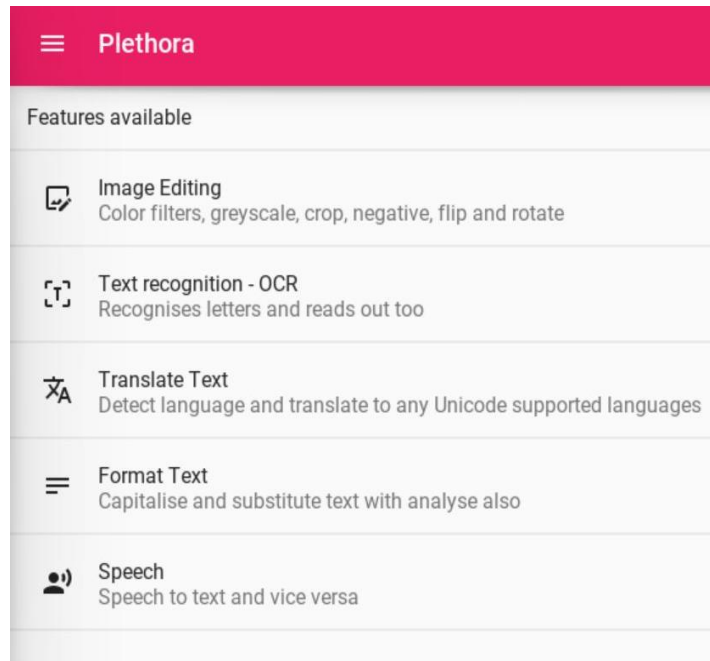 Plethora
Features available
Image Editing
Color filters, greyscale, crop, negative, flip and rotate
Text recognition - OCR
Recognises letters and reads out too
Translate Text
Detect language and translate to any Unicode supported languages
Format Text
Capitalise and substitute text with analyse also
Speech
Speech to text and vice versa